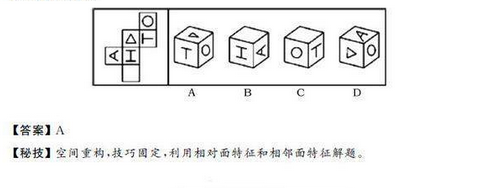 O
△ T
A H

T △ O
H A
O T
△ A O
A B C D
【答案】A
【秘技】空间重构,技巧固定,利用相对面特征和相邻面特征解题。